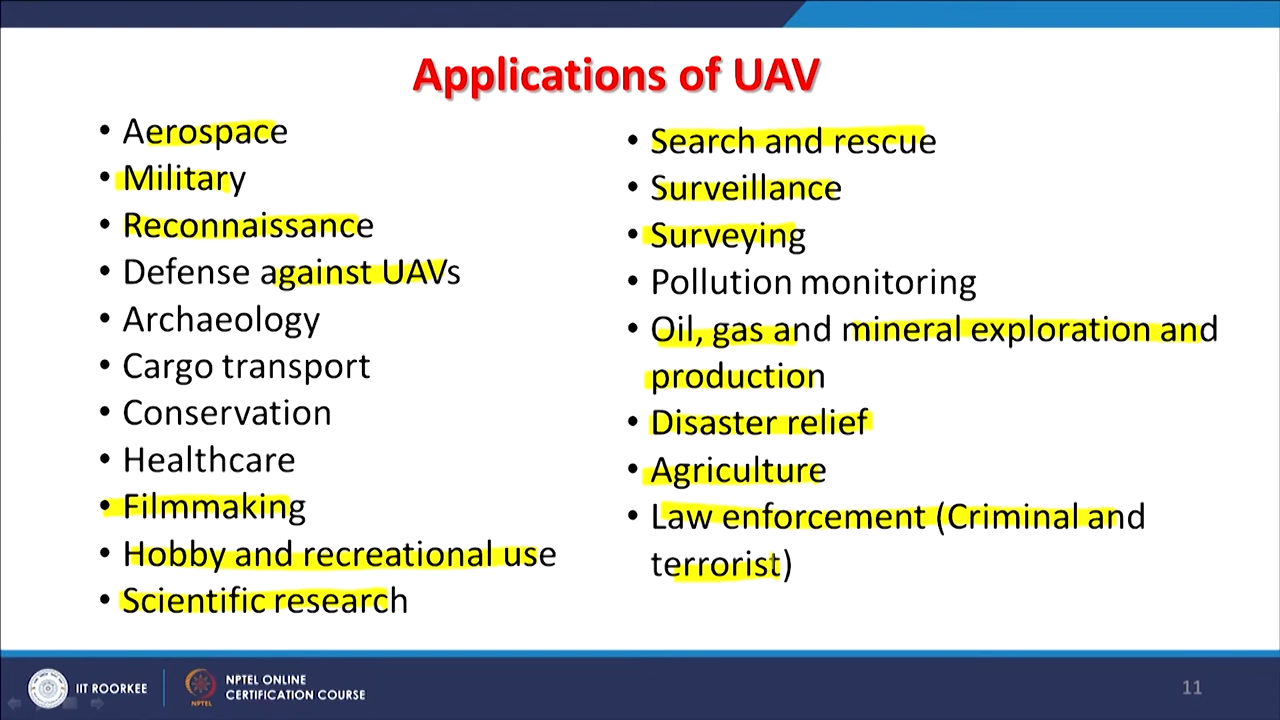 Applications of UAV
• Aerospace
• Military
• Reconnaissance
• Defense against UAVs
• Archaeology
• Cargo transport
• Conservation
• Healthcare
• Filmmaking
• Hobby and recreational use
• Scientific research
• Search and rescue
• Surveillance
• Surveying
• Pollution monitoring
• Oil, gas and mineral exploration and
production
• Disaster relief
• Agriculture
• Law enforcement (Criminal and
terrorist)
IIT ROORKEE
NPTEL
NPTEL ONLINE
CERTIFICATION COURSE
11